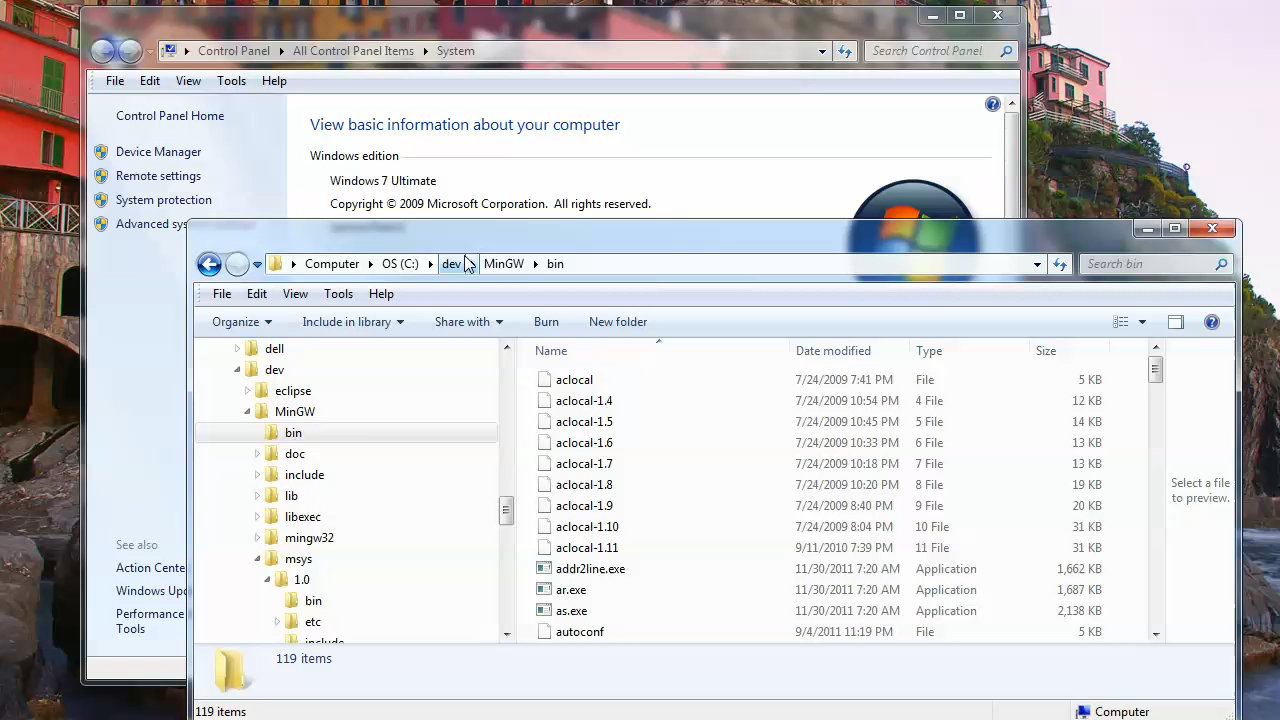 Control Panel All Control Panel Items System Search Control Panel
File Edit View Tools Help
Control Panel Home
Device Manager
Remote settings
System protection
Advanced sy
View basic information about your computer
Windows edition
Windows 7 Ultimate
Copyright © 2009 Microsoft Corporation. All rights reserved.
See also
Action Cente
Windows Up
Performance
Tools
Computer OS (C:) dev MinGW bin Search bin
File Edit View Tools Help
Organize Include in library Share with Burn New folder
dell
dev
eclipse
MinGW
bin
doc
include
lib
libexec
mingw32
msys
1.0
bin
etc
include
Name Date modified Type Size
aclocal 7/24/2009 7:41 PM File 5 KB
aclocal-1.4 7/24/2009 10:54 PM 4 File 12 KB
aclocal-1.5 7/24/2009 10:45 PM 5 File 14 KB
aclocal-1.6 7/24/2009 10:33 PM 6 File 13 KB
aclocal-1.7 7/24/2009 10:18 PM 7 File 13 KB
aclocal-1.8 7/24/2009 10:20 PM 8 File 19 KB
aclocal-1.9 7/24/2009 8:40 PM 9 File 20 KB
aclocal-1.10 7/24/2009 8:04 PM 10 File 31 KB
aclocal-1.11 9/11/2010 7:39 PM 11 File 31 KB
addr2line.exe 11/30/2011 7:20 AM Application 1,662 KB
ar.exe 11/30/2011 7:20 AM Application 1,687 KB
as.exe 11/30/2011 7:20 AM Application 2,138 KB
autoconf 9/4/2011 11:19 PM File 5 KB
Select a file
to preview.
119 items
119 items Computer